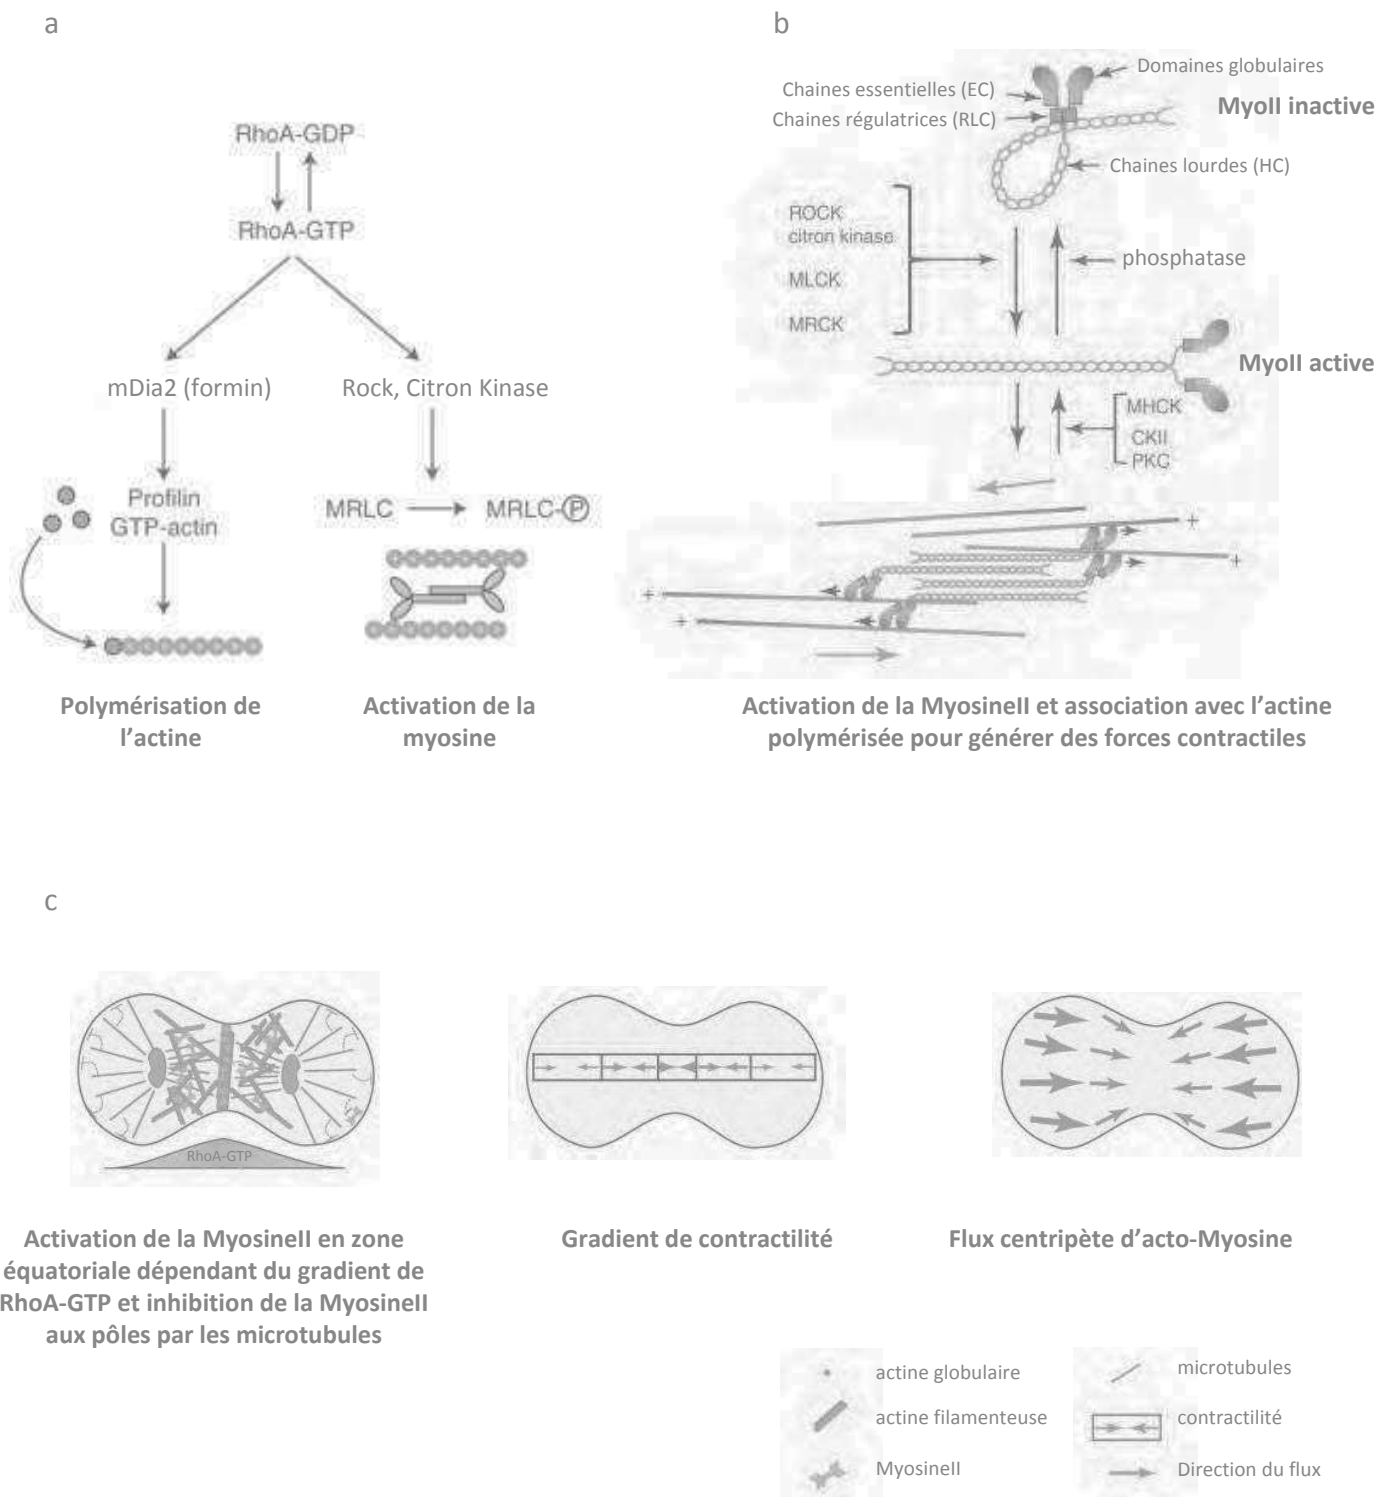 a
RhoA-GDP
RhoA-GTP
mDia2 (formin)
Rock, Citron Kinase
Profilin
GTP-actin
MRLC
MRLC-P
Polymérisation de
l'actine
Activation de la
myosine
b
Domaines globulaires
Chaines essentielles (EC)
MyoII inactive
Chaines régulatrices (RLC)
Chaines lourdes (HC)
ROCK
citron kinase
MLCK
MRCK
phosphatase
MyoII active
MHCK
CKII
PKC
+
+
+
+
Activation de la MyosineII et association avec l'actine
polymérisée pour générer des forces contractiles
c
RhoA-GTP
Activation de la MyosineII en zone
équatoriale dépendant du gradient de
RhoA-GTP et inhibition de la MyosineII
aux pôles par les microtubules
Gradient de contractilité
Flux centripète d'acto-Myosine
actine globulaire
microtubules
actine filamenteuse
contractilité
MyosineII
Direction du flux